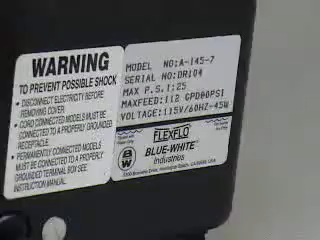 WARNING
TO PREVENT POSSIBLE SHOCK
• DISCONNECT ELECTRICITY BEFORE
REMOVING COVER.
• CORD CONNECTED MODELS MUST
BE CONNECTED TO A PROPERLY GROUNDED
RECEPTACLE.
• PERMANENTLY CONNECTED MODELS
MUST BE CONNECTED TO A PROPERLY
GROUNDED TERMINAL BOX SEE
INSTRUCTION MANUAL.
MODEL NO:A-145-7
SERIAL NO:DR104
MAX P.S.I:25
MAXFEED:112 GPD@0PSI
VOLTAGE:115V/60HZ-45W
FLEXFLO
BLUE-WHITE
Industries
B
W